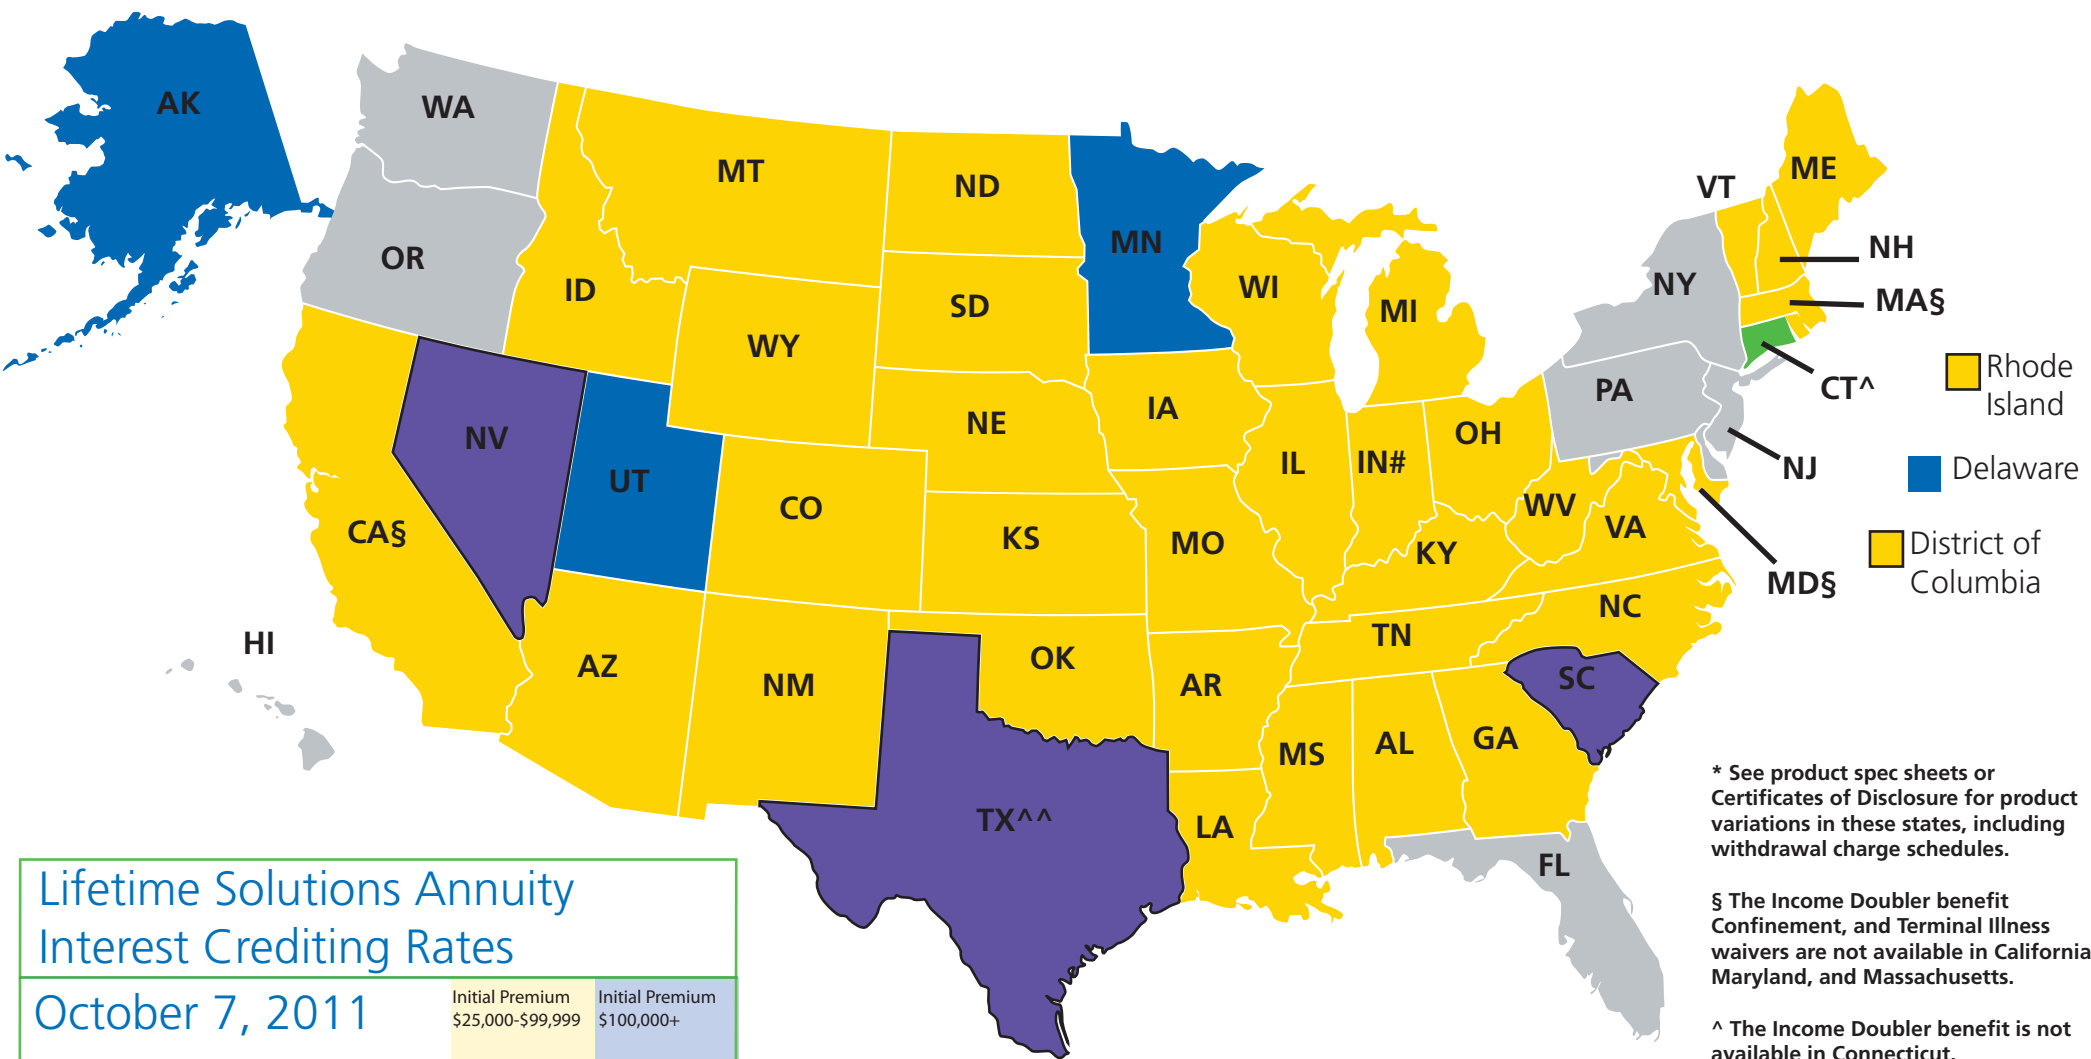 AK
WA
MT
ND
MN
OR
ID
SD
WI
MI
WY
NE
IA
NV
UT
CO
KS
CA§
IL
IN#
OH
MO
KY
WV
VA
HI
AZ
NM
OK
AR
TN
NC
SC
MS
AL
GA
TX^^
LA
FL
VT
ME
NH
NY
MA§
PA
CT^
NJ
MD§
Rhode
Island
Delaware
District of
Columbia
Lifetime Solutions Annuity
Interest Crediting Rates
October 7, 2011
Initial Premium
$25,000-$99,999
Initial Premium
$100,000+
* See product spec sheets or
Certificates of Disclosure for product
variations in these states, including
withdrawal charge schedules.
§ The Income Doubler benefit
Confinement, and Terminal Illness
waivers are not available in California
Maryland, and Massachusetts.
^ The Income Doubler benefit is not
available in Connecticut.